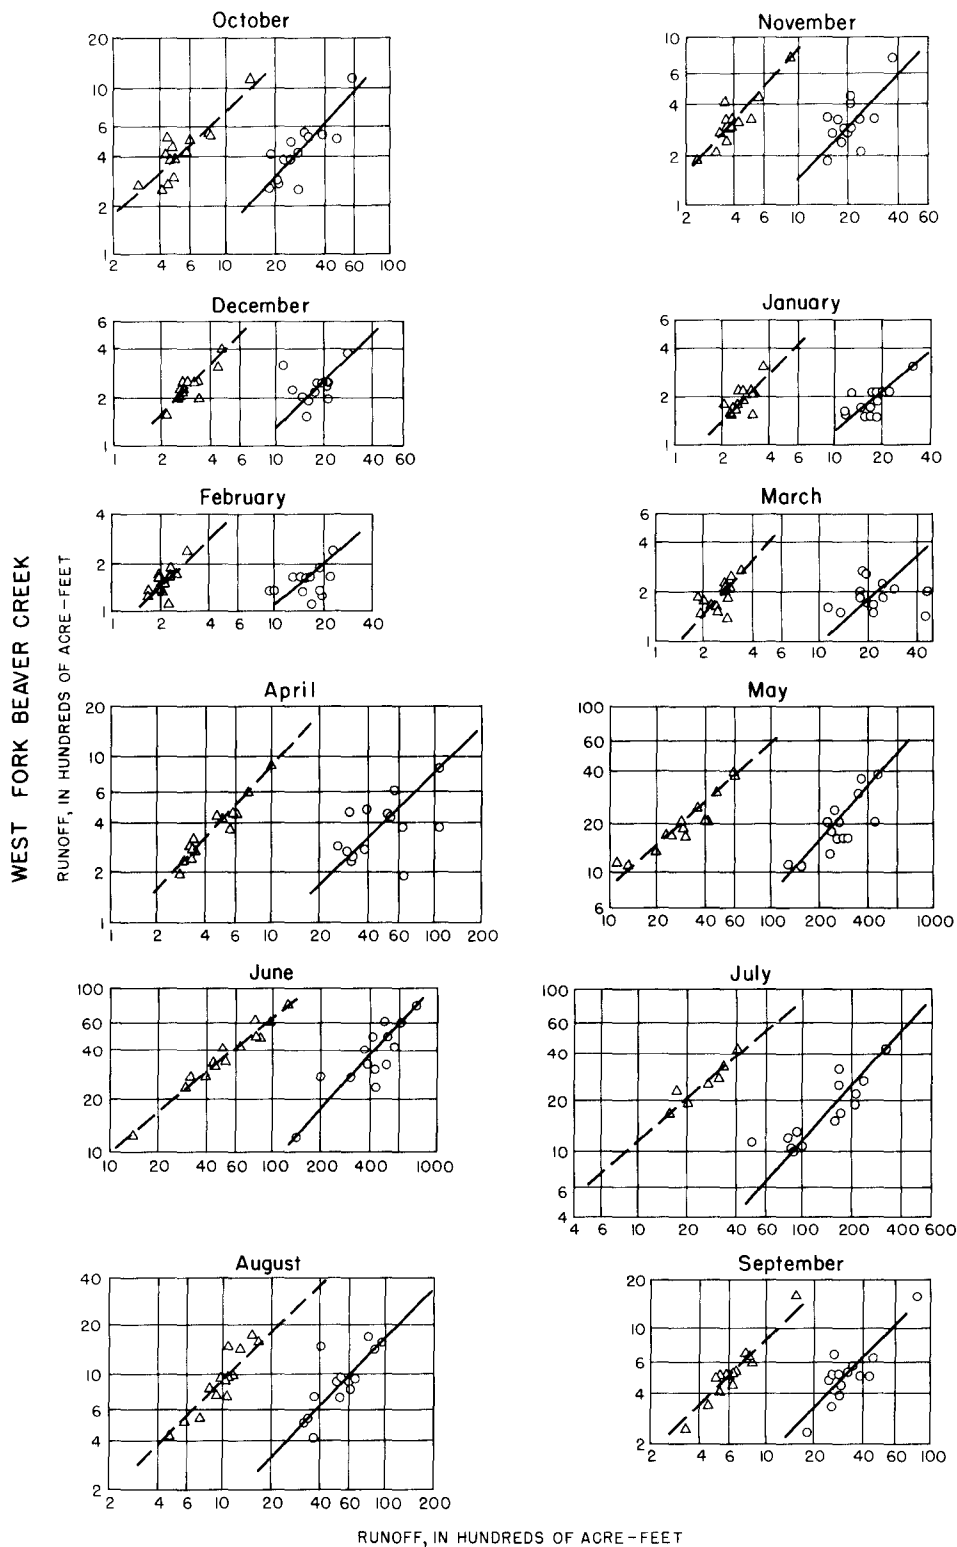 October
November
20
10
6
4
2
1
2 4 6 10 20 40 60 100
10
6
4
2
1
2 4 6 10 20 40 60
December
January
6
4
2
1
1 2 4 6 10 20 40 60
6
4
2
1
1 2 4 6 10 20 40
February
March
4
2
1
1 2 4 6 10 20 40
6
4
2
1
1 2 4 6 10 20 40
WEST FORK BEAVER CREEK
RUNOFF, IN HUNDREDS OF ACRE-FEET
April
May
20
10
6
4
2
1
1 2 4 6 10 20 40 60 100 200
100
60
40
20
10
6
10 20 40 60 100 200 400 1000
June
July
100
60
40
20
10
10 20 40 60 100 200 400 1000
100
60
40
20
10
6
4
4 6 10 20 40 60 100 200 400 600
August
September
40
20
10
6
4
2
2 4 6 10 20 40 60 100 200
20
10
6
4
2
2 4 6 10 20 40 60 100
RUNOFF, IN HUNDREDS OF ACRE-FEET